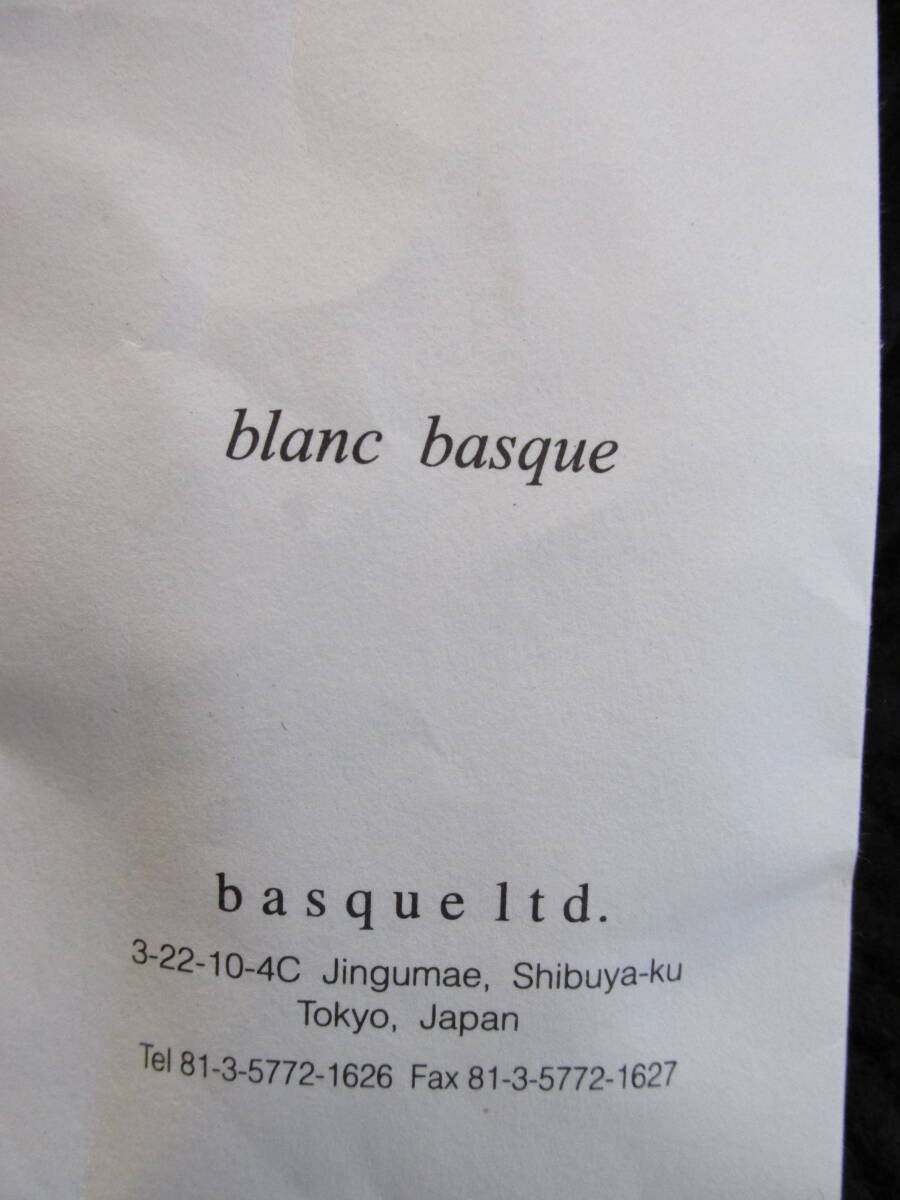 blanc basque
basque ltd.
3-22-10-4C Jingumae, Shibuya-ku
Tokyo, Japan
Tel 81-3-5772-1626 Fax 81-3-5772-1627